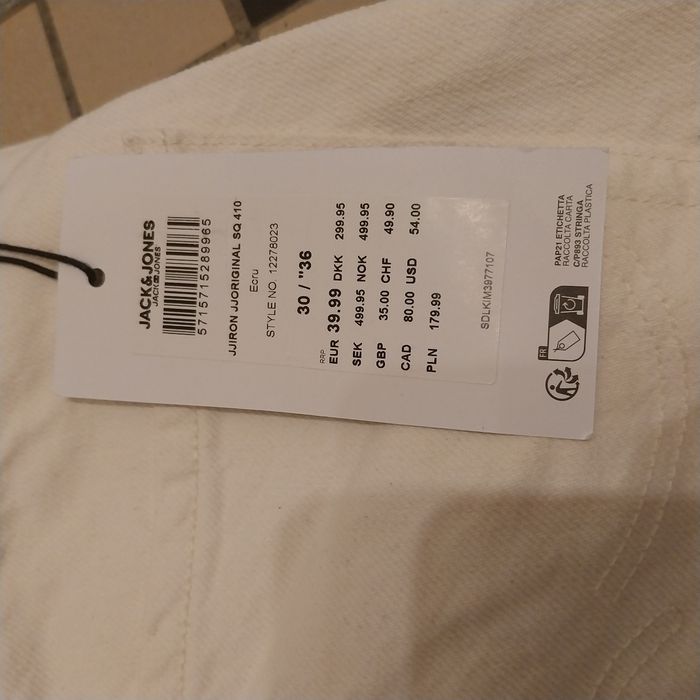 JACK&JONES
JACK & JONES
5715715289965
JJIRON JJORIGINAL SQ 410
Ecru
STYLE NO. 12278023
30 / "36
RRP
EUR 39.99 DKK 299.95
SEK 499.95 NOK 499.95
GBP 35.00 CHF 49.90
CAD 80.00 USD 54.00
PLN 179.99
SDLKIM3977107
FR
PAP21 ETICHETTA
RACCOLTA CARTA
C/PB93 STRINGA
RACCOLTA PLASTICA